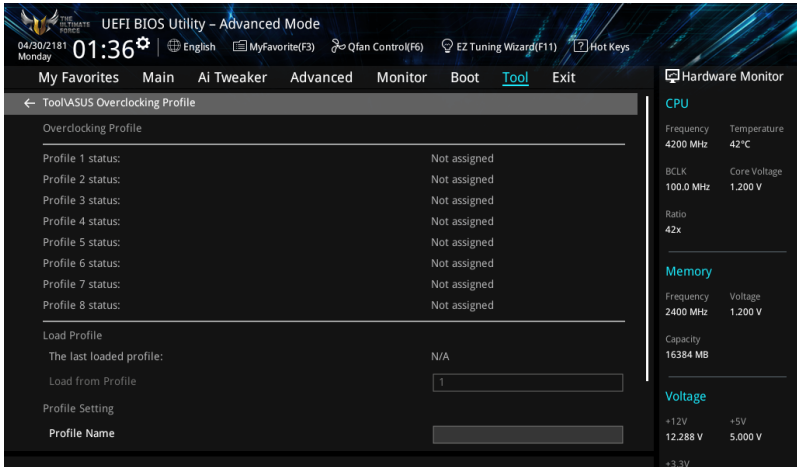 THE ULTIMATE FORCE
UEFI BIOS Utility – Advanced Mode
04/30/2181 Monday 01:36 English MyFavorite(F3) Qfan Control(F6) EZ Tuning Wizard(F11) ? Hot Keys
My Favorites Main Ai Tweaker Advanced Monitor Boot Tool Exit
← Tool\ASUS Overclocking Profile
Overclocking Profile
Profile 1 status: Not assigned
Profile 2 status: Not assigned
Profile 3 status: Not assigned
Profile 4 status: Not assigned
Profile 5 status: Not assigned
Profile 6 status: Not assigned
Profile 7 status: Not assigned
Profile 8 status: Not assigned
Load Profile
The last loaded profile: N/A
Load from Profile 1
Profile Setting
Profile Name
Hardware Monitor
CPU
Frequency Temperature
4200 MHz 42°C
BCLK Core Voltage
100.0 MHz 1.200 V
Ratio
42x
Memory
Frequency Voltage
2400 MHz 1.200 V
Capacity
16384 MB
Voltage
+12V +5V
12.288 V 5.000 V
+3.3V